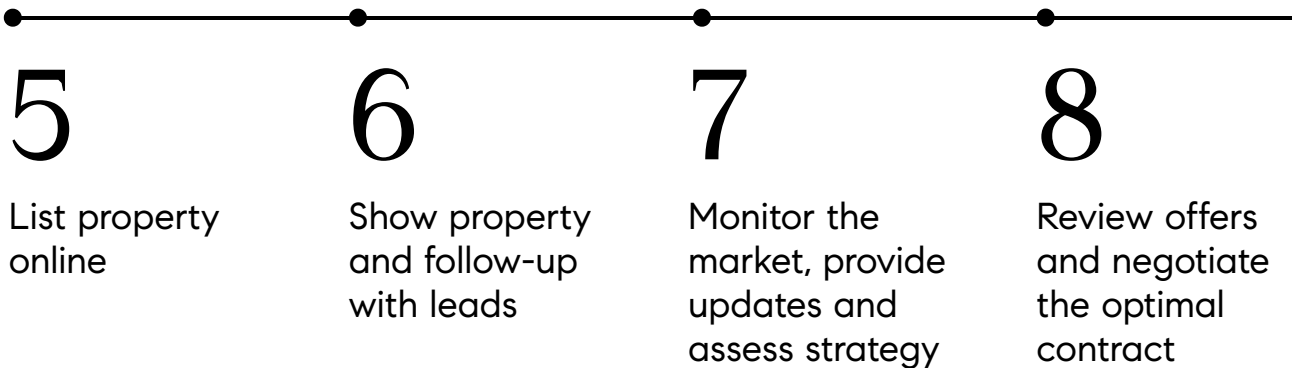 5
List property
online
6
Show property
and follow-up
with leads
7
Monitor the
market, provide
updates and
assess strategy
8
Review offers
and negotiate
the optimal
contract